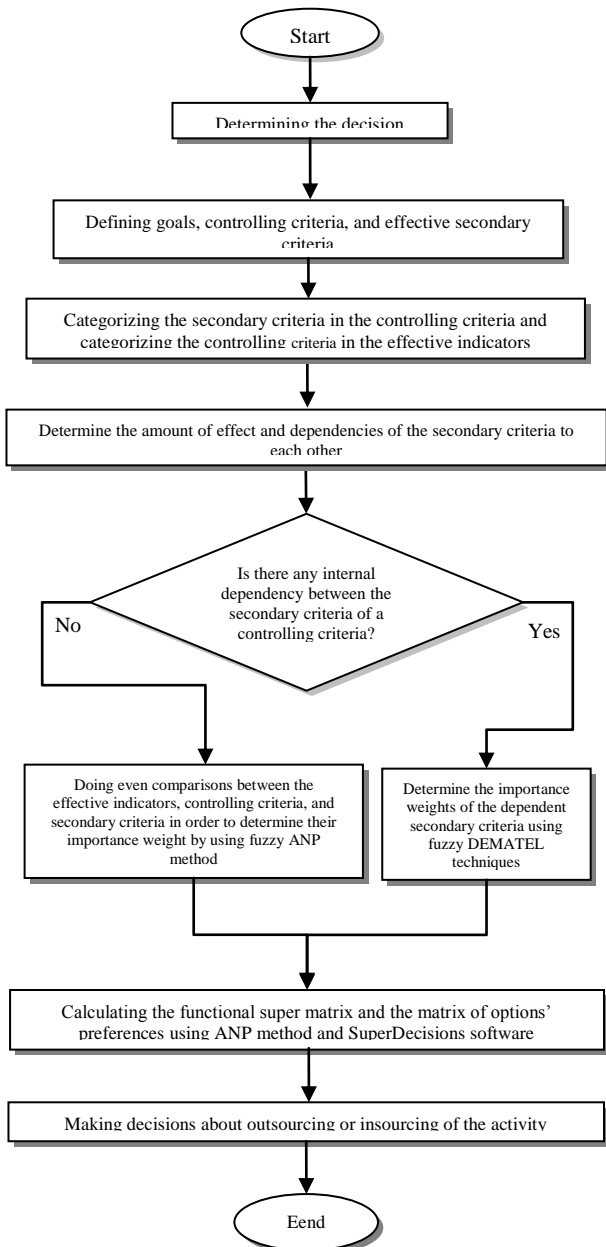 Start
Determining the decision
Defining goals, controlling criteria, and effective secondary
criteria
Categorizing the secondary criteria in the controlling criteria and
categorizing the controlling criteria in the effective indicators
Determine the amount of effect and dependencies of the secondary criteria to
each other
Is there any internal
dependency between the
secondary criteria of a
controlling criteria?
No
Yes
Doing even comparisons between the
effective indicators, controlling criteria, and
secondary criteria in order to determine their
importance weight by using fuzzy ANP
method
Determine the importance
weights of the dependent
secondary criteria using
fuzzy DEMATEL
techniques
Calculating the functional super matrix and the matrix of options’
preferences using ANP method and SuperDecisions software
Making decisions about outsourcing or insourcing of the activity
Eend